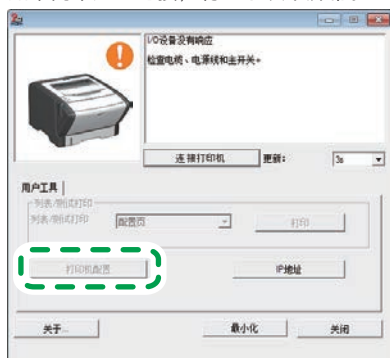 I/O设备没有响应
检查电缆、电源线和主开关。
连接打印机
更新:
3s
用户工具
列表/测试打印
列表/测试打印
配置页
打印
打印机配置
IP地址
关于...
最小化
关闭